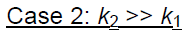 Case 2: k₂ >> k₁